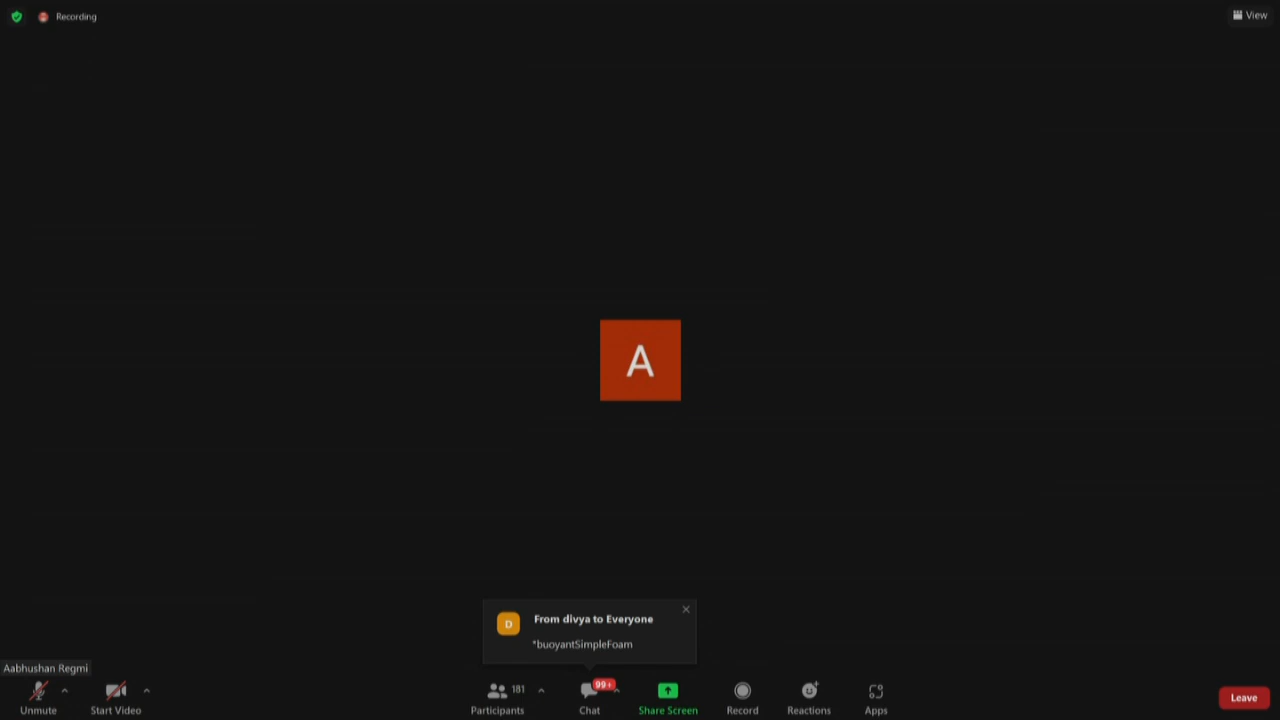 Recording
View
A
D
From divya to Everyone
*buoyantSimpleFoam
Aabhushan Regmi
Unmute
Start Video
181
Participants
99+
Chat
Share Screen
Record
Reactions
Apps
Leave